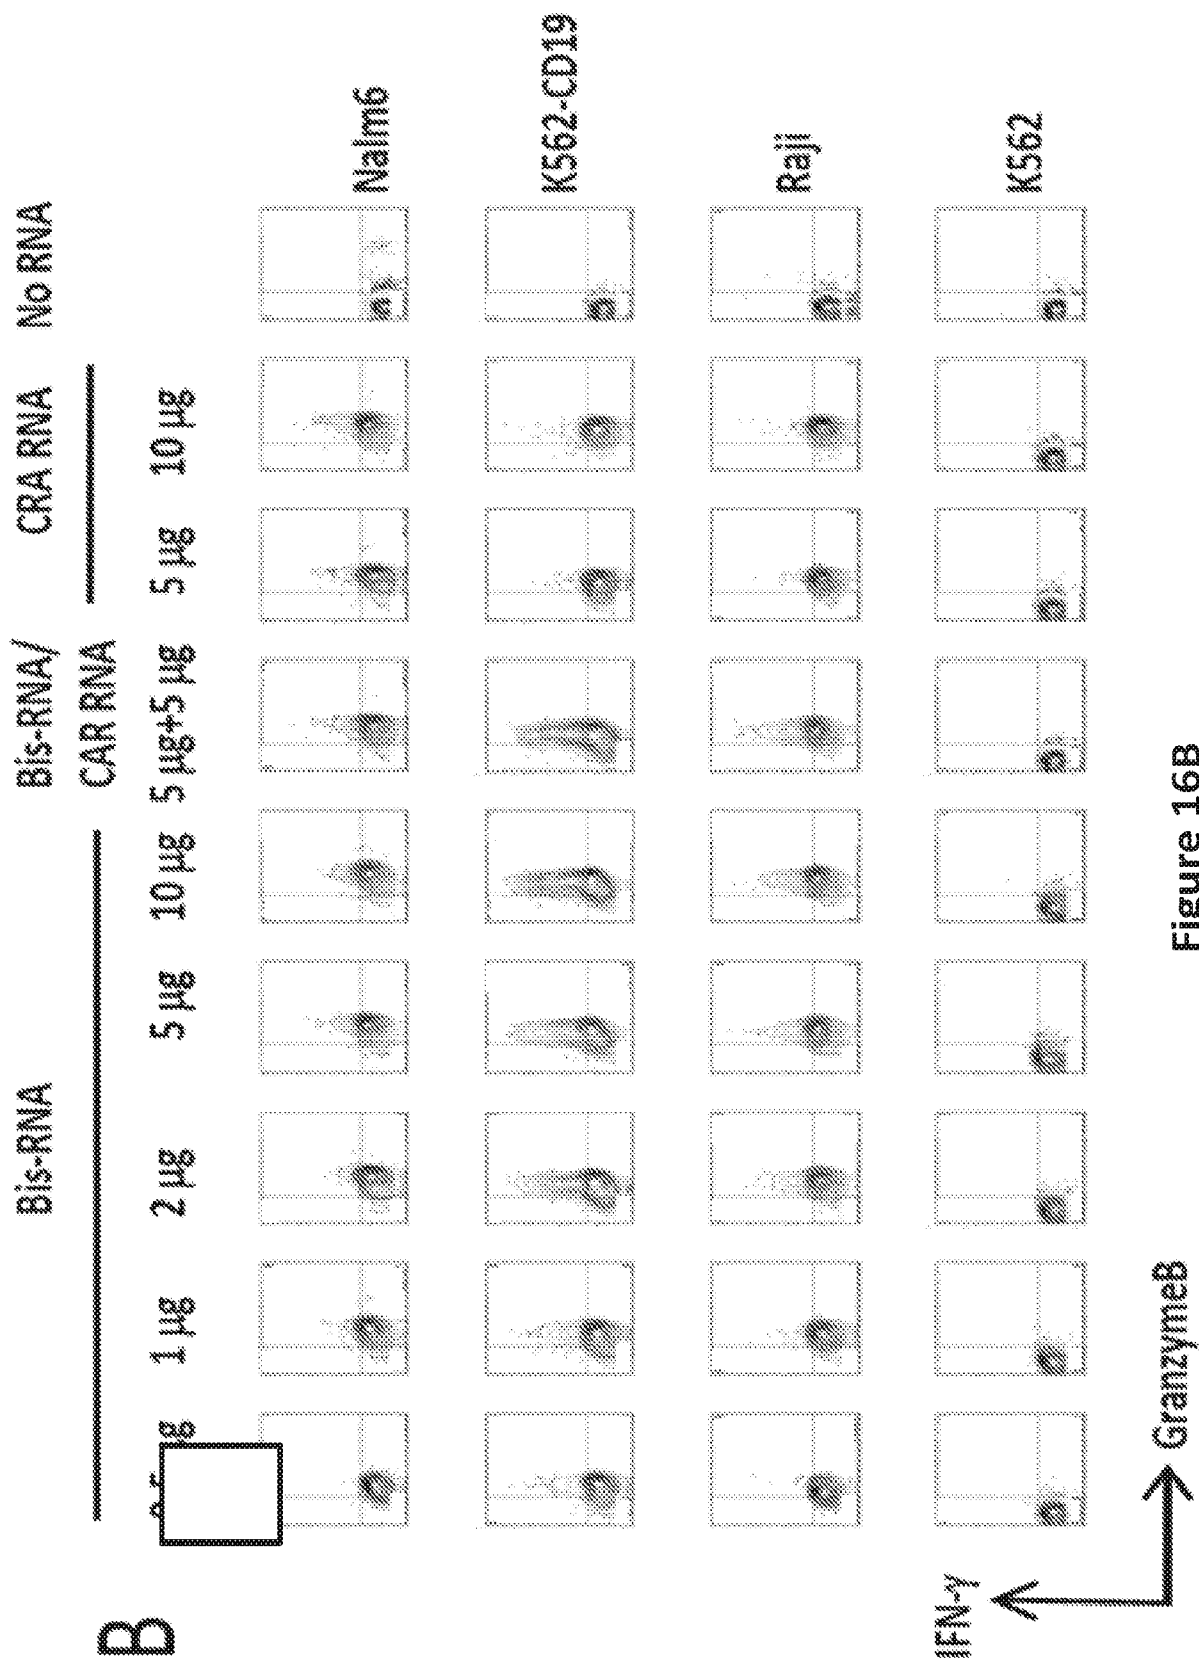 B
Bis-RNA
Bis-RNA/
CAR RNA
CRA RNA
No RNA
1 µg
2 µg
5 µg
10 µg
5 µg+5 µg
5 µg
10 µg
Nalm6
K562-CD19
Raji
K562
IFN-γ
GranzymeB
Figure 16B